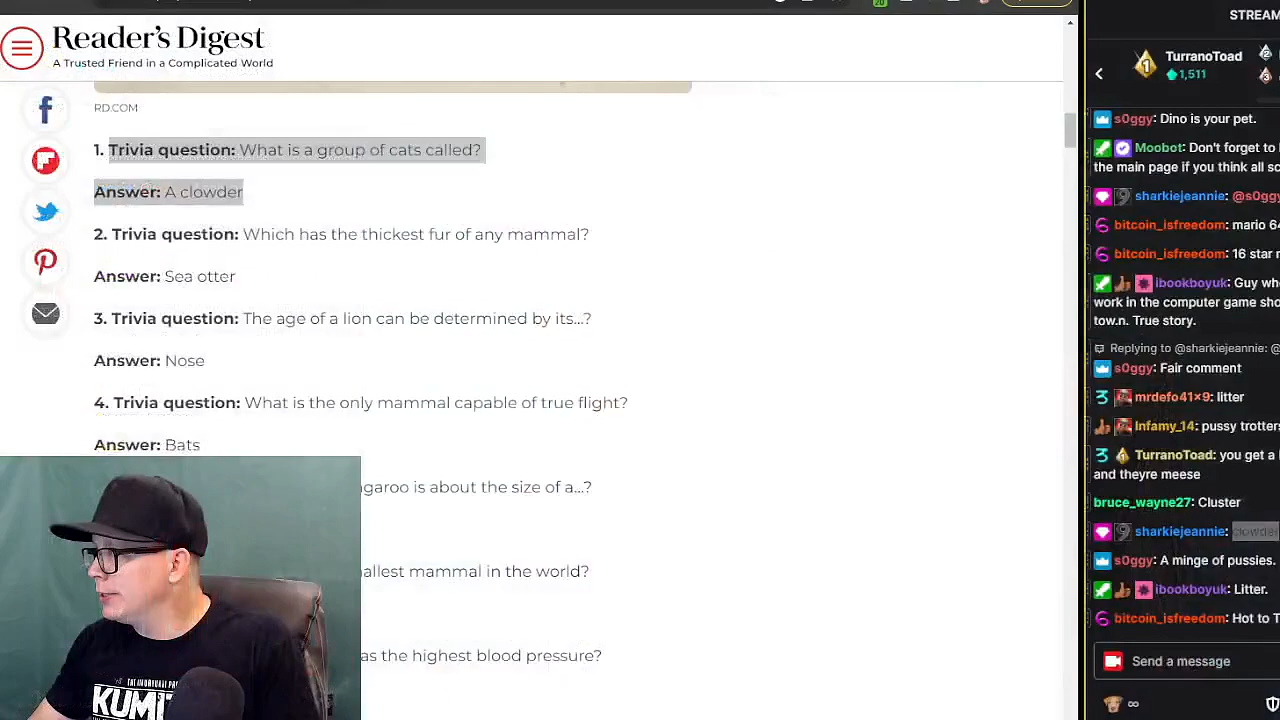 Reader's Digest
A Trusted Friend in a Complicated World
RD.COM
1. Trivia question: What is a group of cats called?
Answer: A clowder
2. Trivia question: Which has the thickest fur of any mammal?
Answer: Sea otter
3. Trivia question: The age of a lion can be determined by its...?
Answer: Nose
4. Trivia question: What is the only mammal capable of true flight?
Answer: Bats
garoo is about the size of a...?
allest mammal in the world?
as the highest blood pressure?
KUMI
STREAM
TurranoToad
1,511
s0ggy: Dino is your pet.
Moobot: Don't forget to
the main page if you think all sc
sharkiejeannie: @s0gg
bitcoin_isfreedom: mario 64
bitcoin_isfreedom: 16 star
ibookboyuk: Guy wh
work in the computer game sho
tow.n. True story.
Replying to @sharkiejeannie:
s0ggy: Fair comment
mrdefo41x9: litter
Infamy_14: pussy trotters
TurranoToad: you get a
and theyre meese
bruce_wayne27: Cluster
sharkiejeannie: clowder
s0ggy: A minge of pussies.
ibookboyuk: Litter.
bitcoin_isfreedom: Hot to T
Send a message